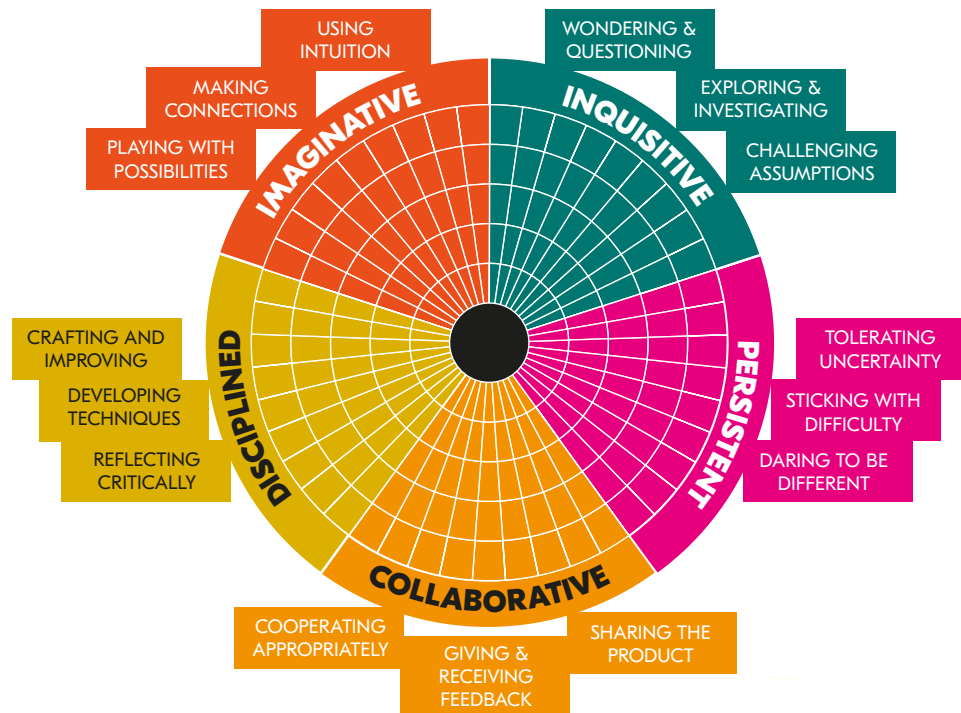 USING
INTUITION
MAKING
CONNECTIONS
PLAYING WITH
POSSIBILITIES
IMAGINATIVE
WONDERING &
QUESTIONING
EXPLORING &
INVESTIGATING
CHALLENGING
ASSUMPTIONS
INQUISITIVE
TOLERATING
UNCERTAINTY
STICKING WITH
DIFFICULTY
DARING TO BE
DIFFERENT
PERSISTENT
CRAFTING AND
IMPROVING
DEVELOPING
TECHNIQUES
REFLECTING
CRITICALLY
DISCIPLINED
COLLABORATIVE
COOPERATING
APPROPRIATELY
GIVING &
RECEIVING
FEEDBACK
SHARING THE
PRODUCT